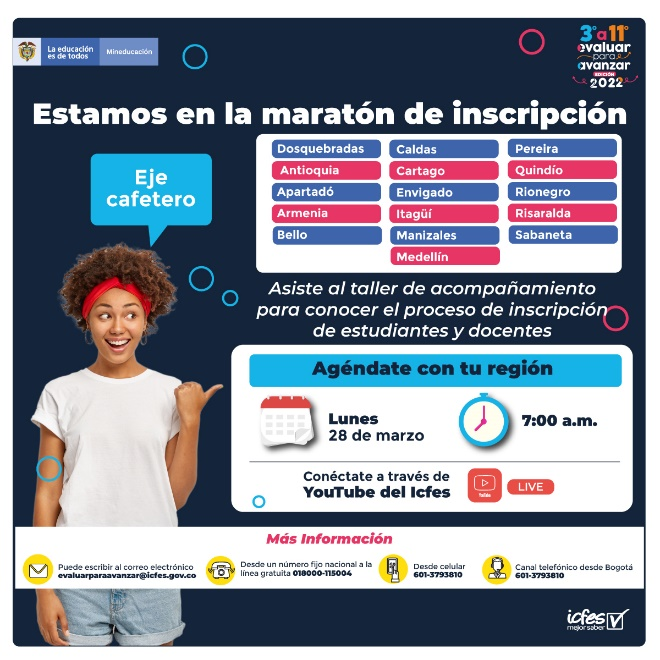 La educación
es de todos
Mineducación
3° a 11°
evaluar
para
avanzar
EDICIÓN
2022
Estamos en la maratón de inscripción
Eje
cafetero
Dosquebradas Caldas Pereira
Antioquia Cartago Quindío
Apartadó Envigado Rionegro
Armenia Itagüí Risaralda
Bello Manizales Sabaneta
Medellín
Asiste al taller de acompañamiento
para conocer el proceso de inscripción
de estudiantes y docentes
Agéndate con tu región
Lunes
28 de marzo
7:00 a.m.
Conéctate a través de
YouTube del Icfes
YouTube
LIVE
Más Información
Puede escribir al correo electrónico
evaluarparaavanzar@icfes.gov.co
Desde un número fijo nacional a la
línea gratuita 018000-115004
Desde celular
601-3793810
Canal telefónico desde Bogotá
601-3793810
icfes
mejor saber